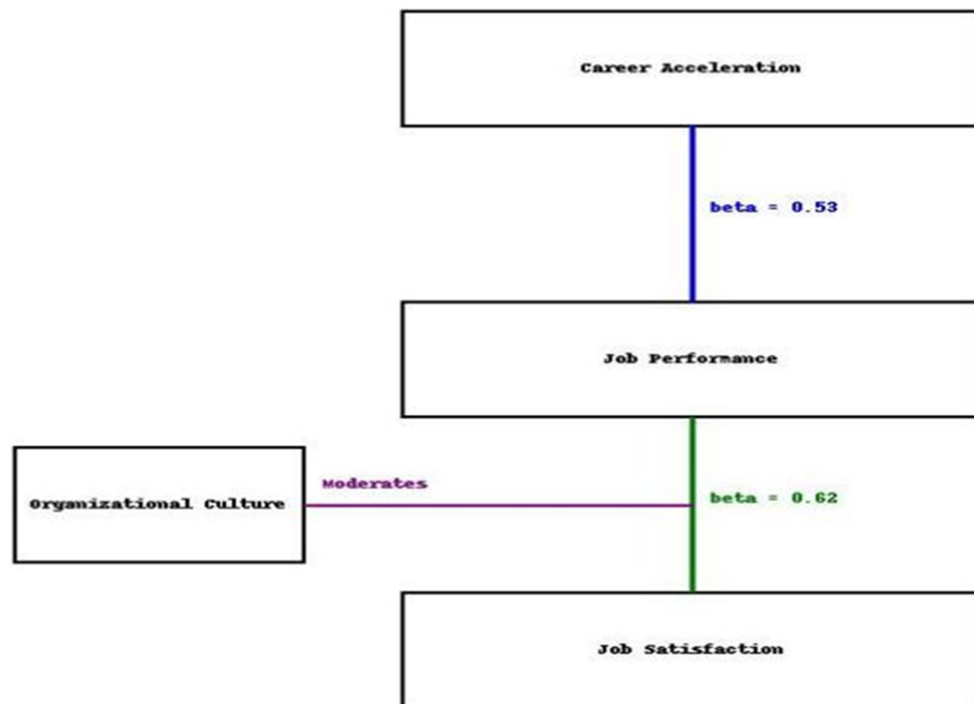 Career Acceleration
beta = 0.53
Job Performance
Moderates
Organizational Culture
beta = 0.62
Job Satisfaction